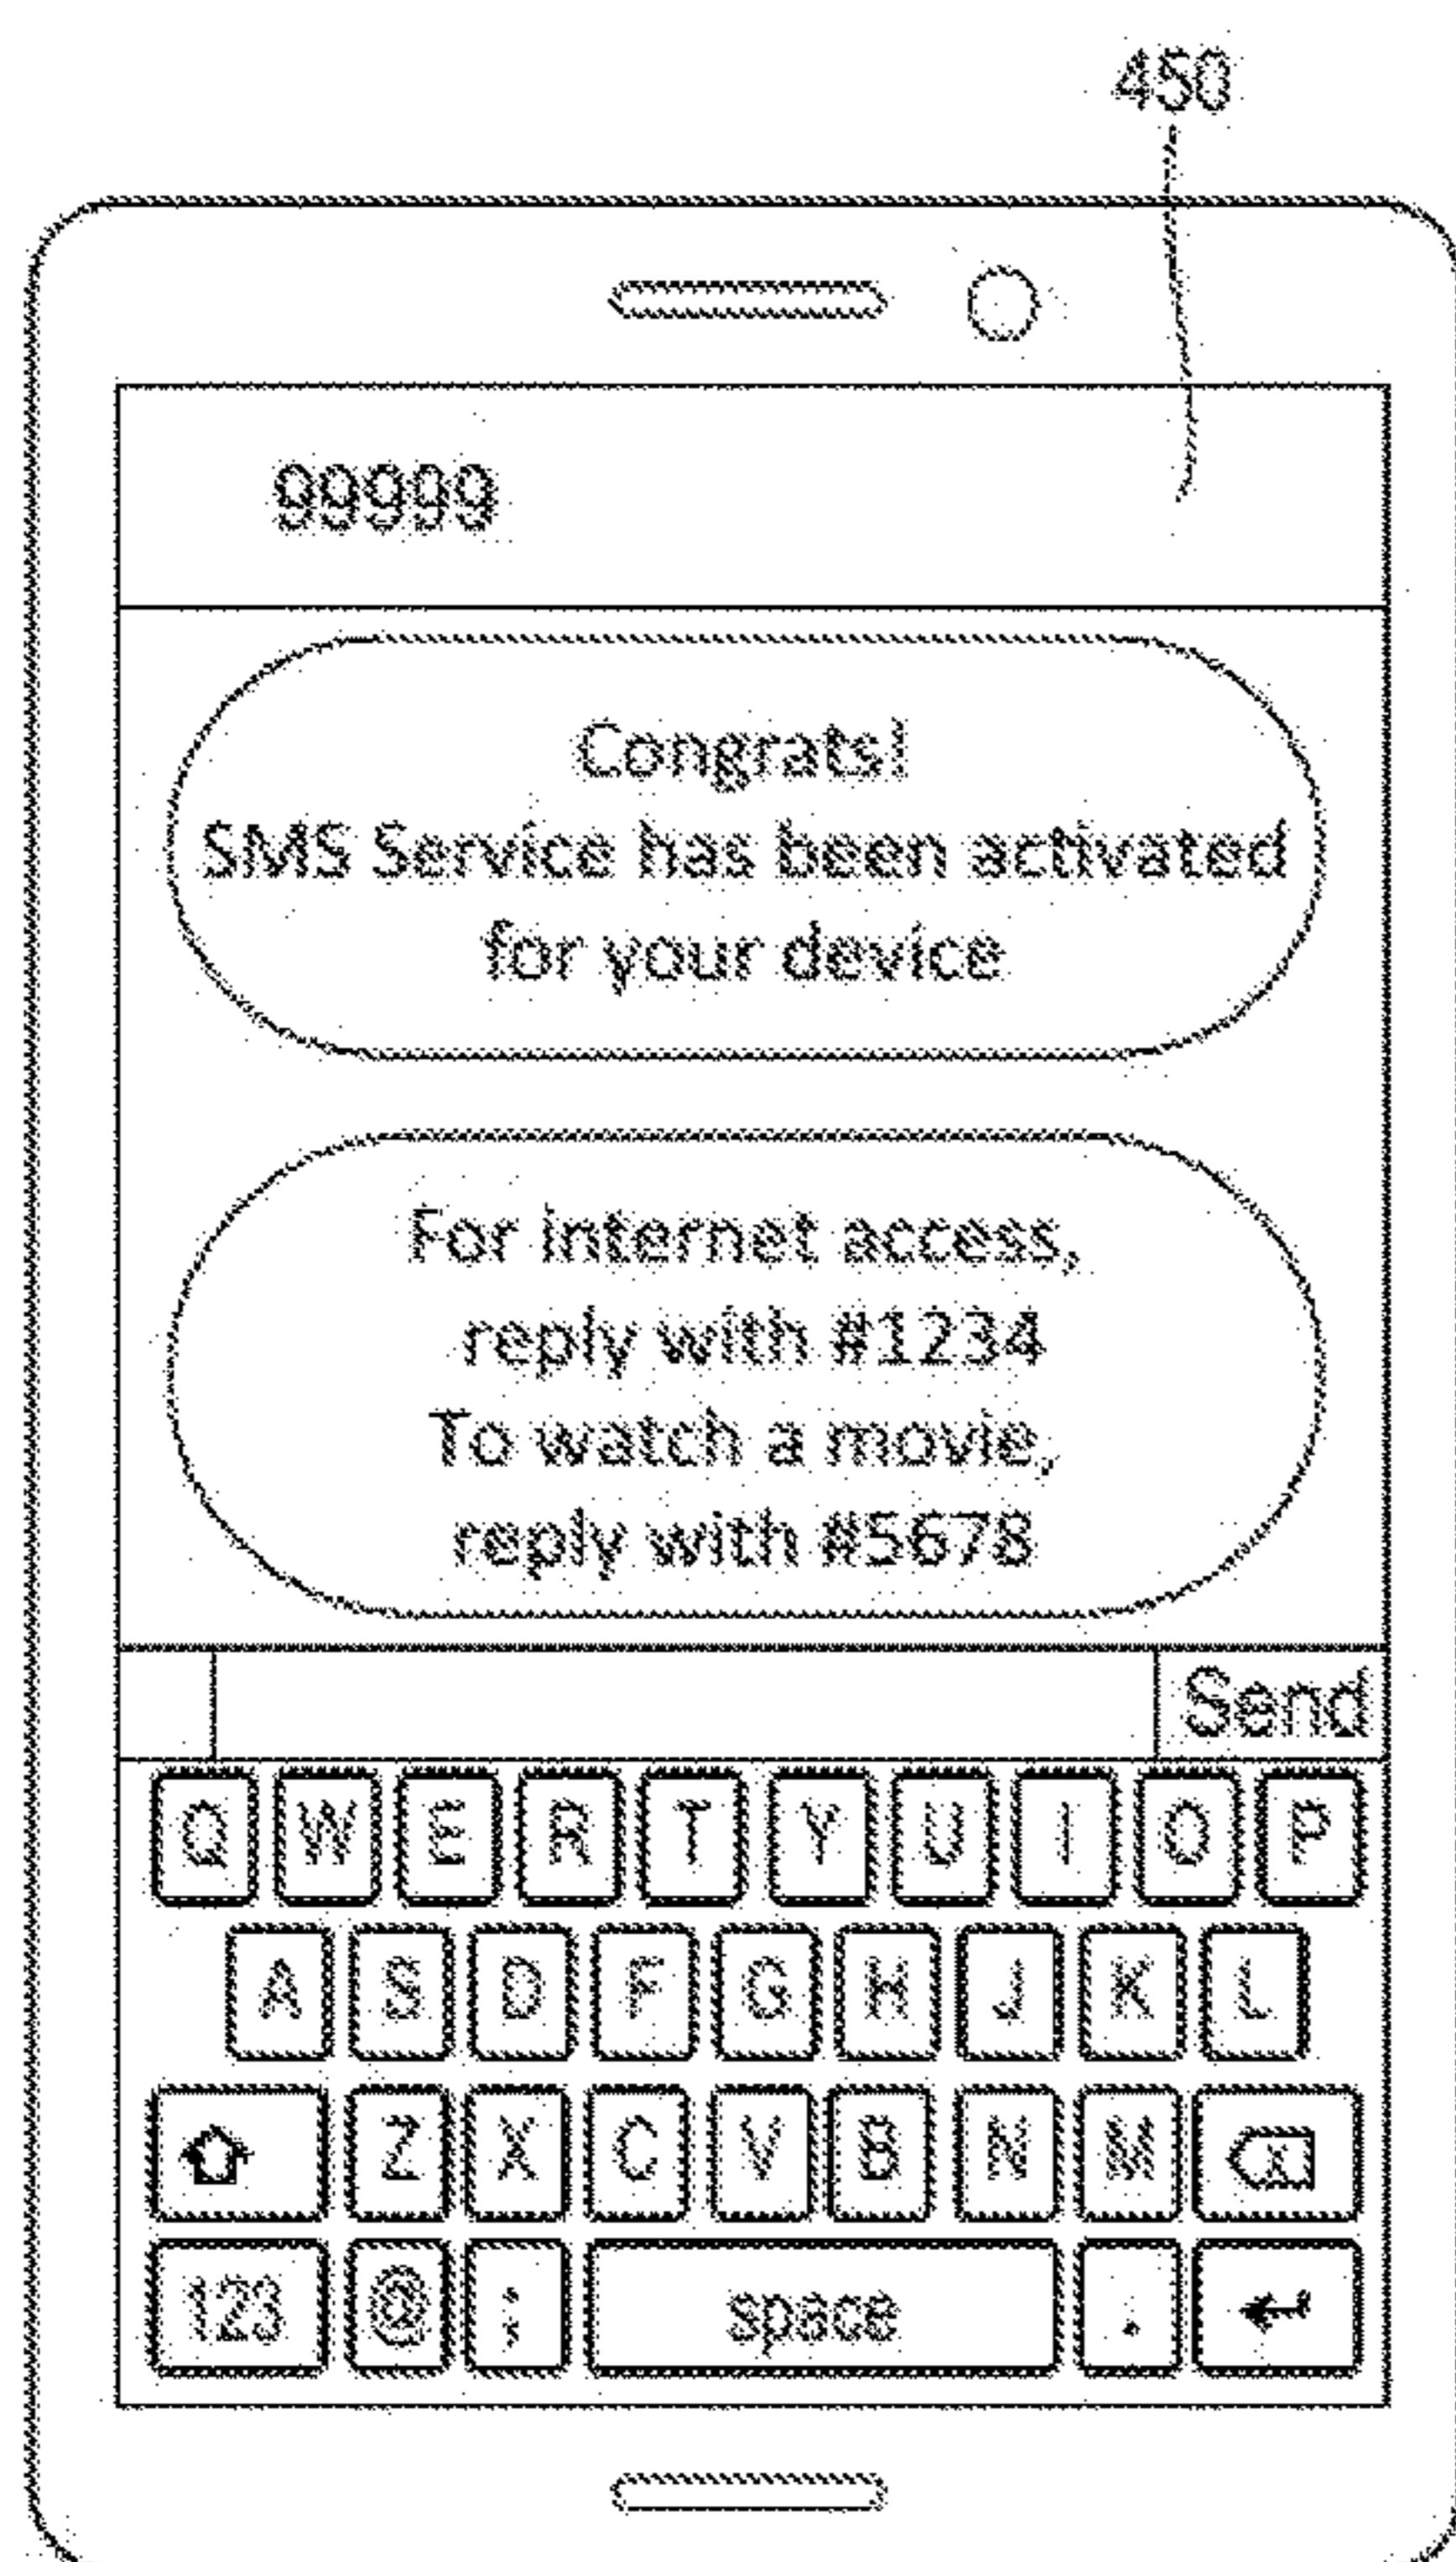 450
99999
Congrats!
SMS Service has been activated
for your device
For internet access,
reply with #1234
To watch a movie,
reply with #5678
Send
Q W E R T Y U I O P
A S D F G H J K L
Z X C V B N M x
123 @ ; space .